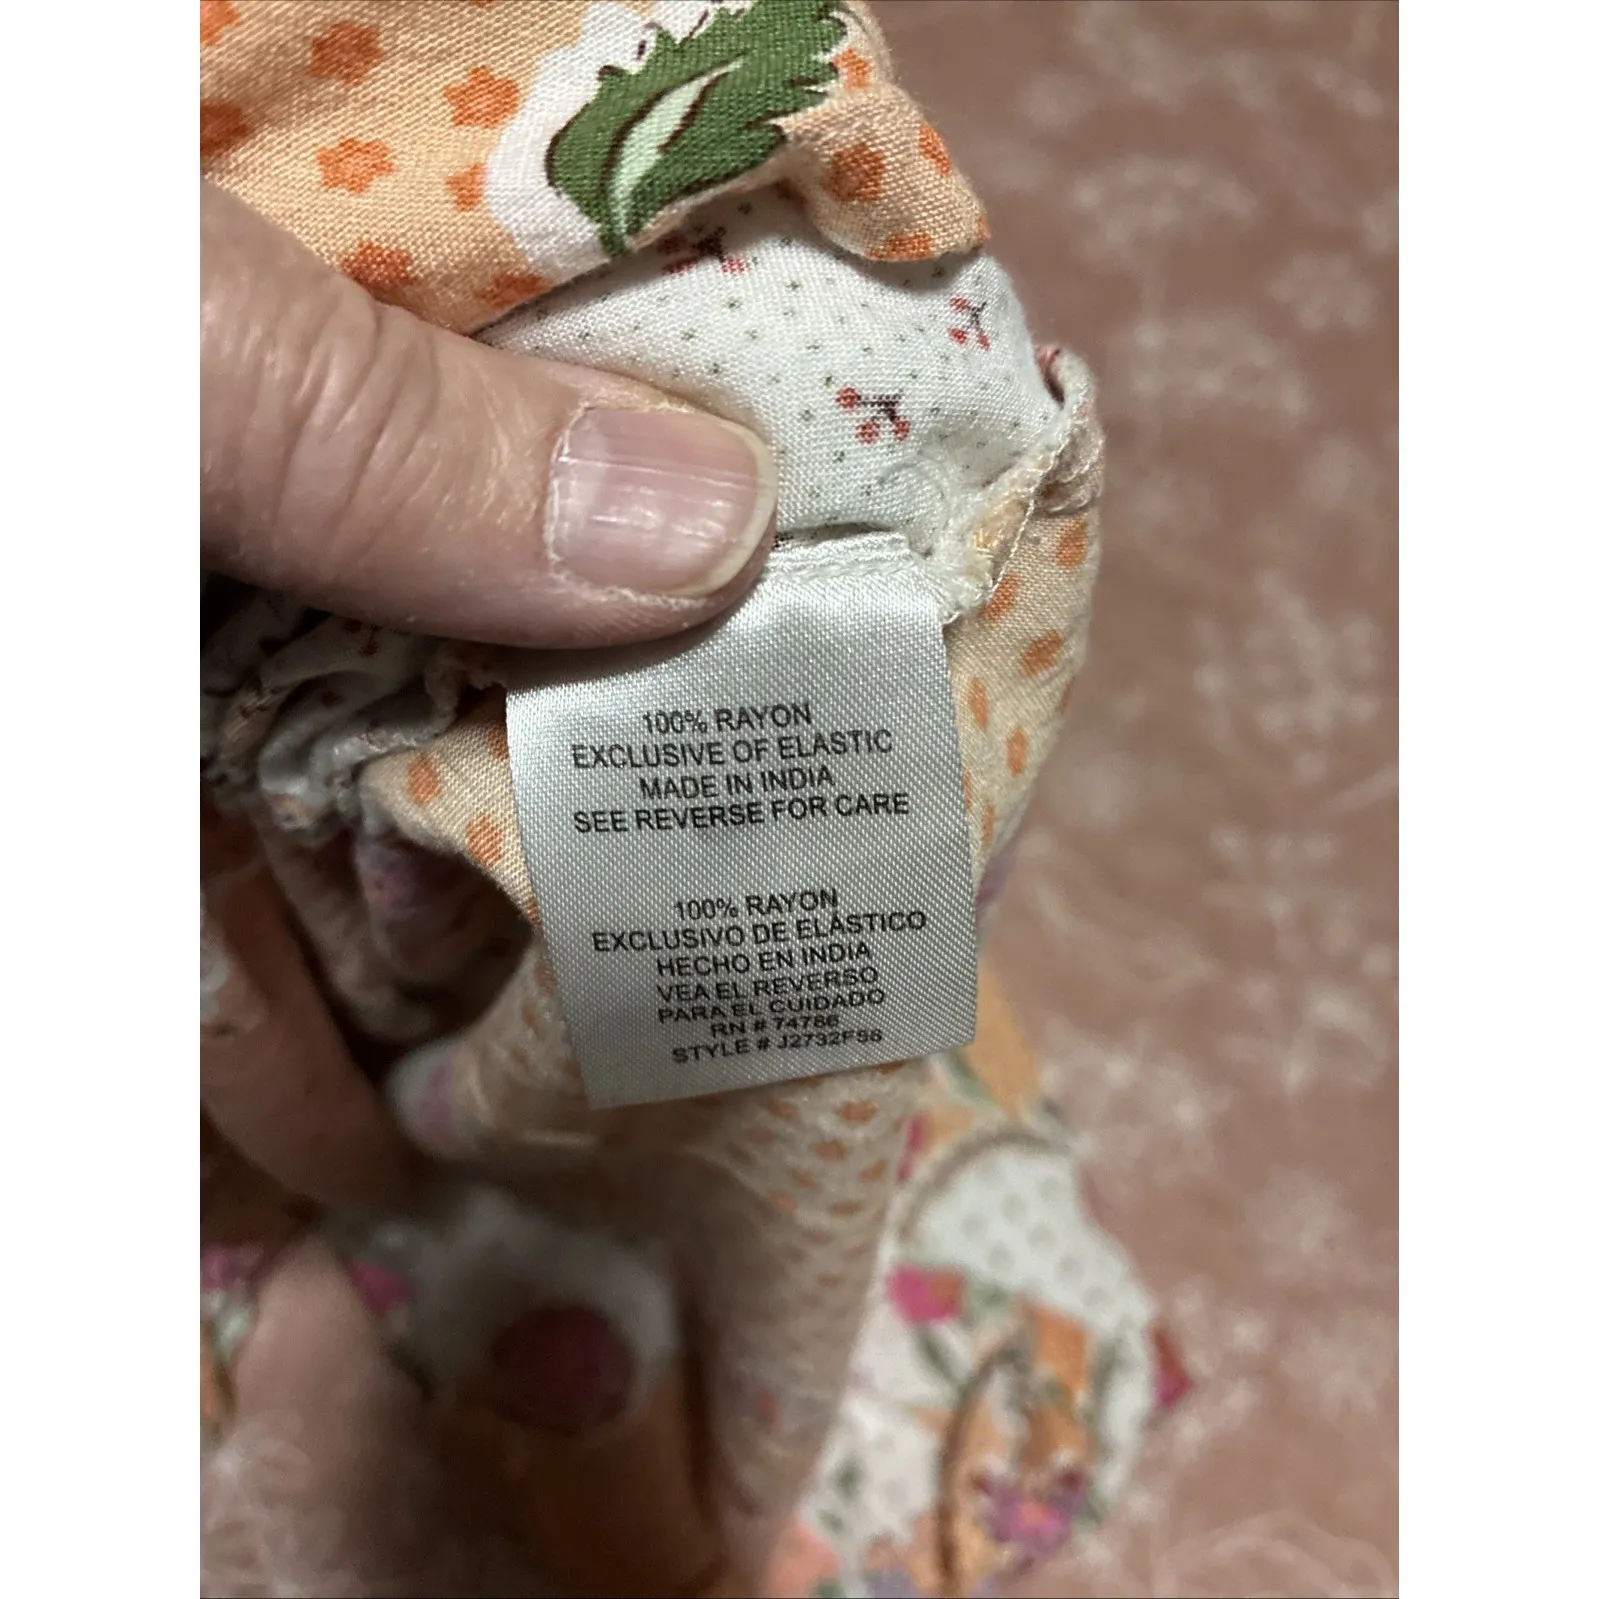 100% RAYON
EXCLUSIVE OF ELASTIC
MADE IN INDIA
SEE REVERSE FOR CARE
100% RAYON
EXCLUSIVO DE ELÁSTICO
HECHO EN INDIA
VEA EL REVERSO
PARA EL CUIDADO
RN # 74786
STYLE #